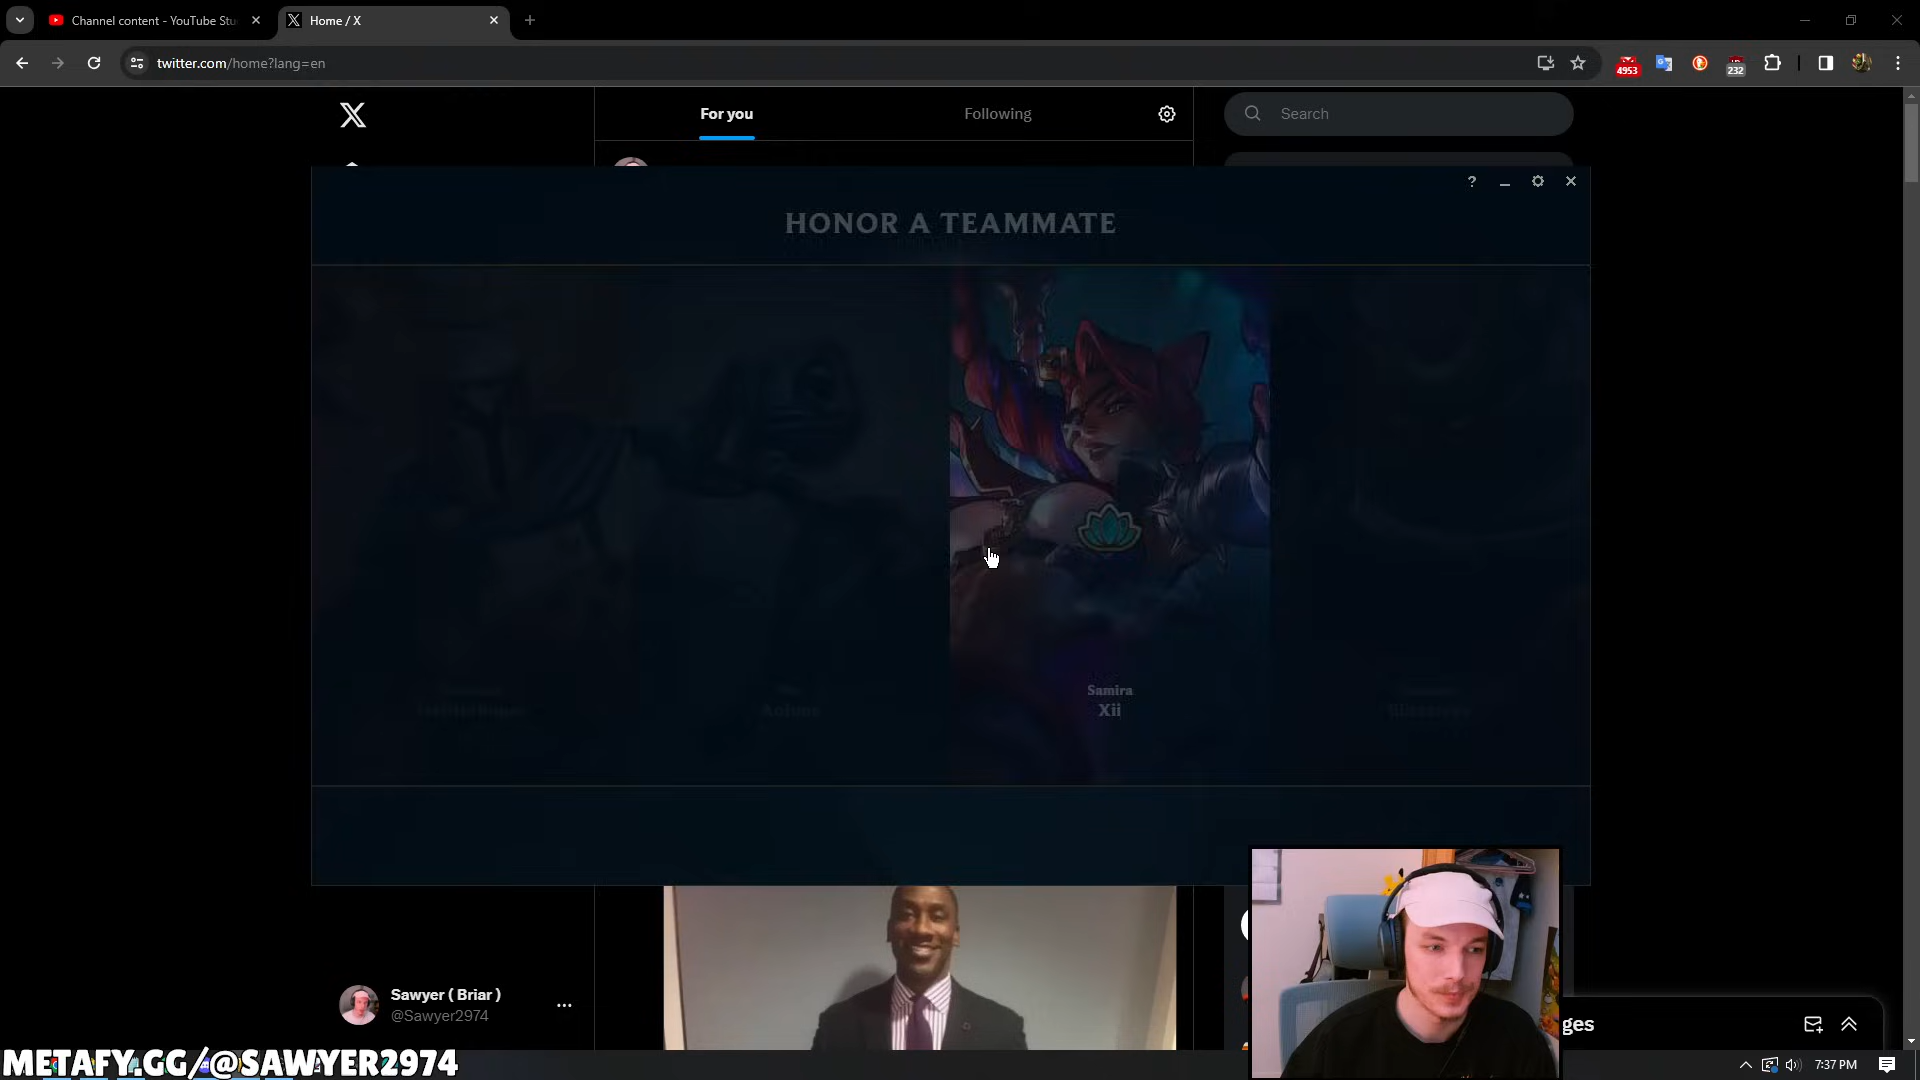 Channel content - YouTube Stu
Home / X
twitter.com/home?lang=en
4953
232
For you
Following
Search
HONOR A TEAMMATE
Samira
Xii
Sawyer ( Briar )
@Sawyer2974
ges
METAFY.GG/@SAWYER2974
7:37 PM